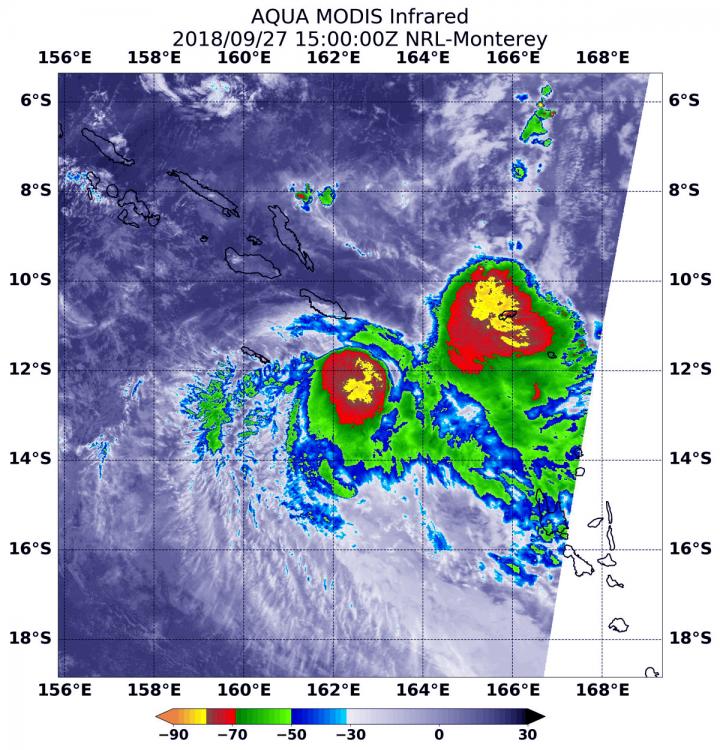 AQUA MODIS Infrared
2018/09/27 15:00:00Z NRL-Monterey
156°E 158°E 160°E 162°E 164°E 166°E 168°E
6°S 6°S
8°S 8°S
10°S 10°S
12°S 12°S
14°S 14°S
16°S 16°S
18°S 18°S
156°E 158°E 160°E 162°E 164°E 166°E 168°E
−90 −70 −50 −30 0 30